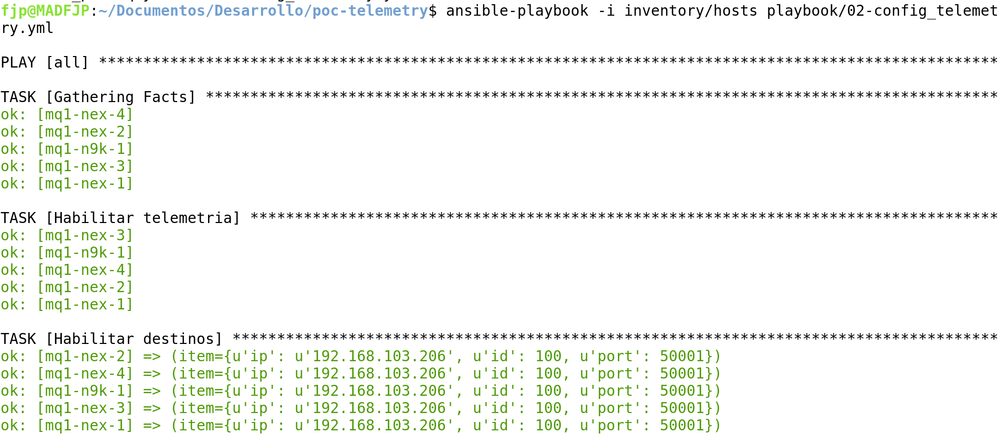 fjp@MADFJP:~/Documentos/Desarrollo/poc-telemetry$ ansible-playbook -i inventory/hosts playbook/02-config_telemet
ry.yml
PLAY [all] *****************************************************************************************************
TASK [Gathering Facts] *****************************************************************************************
ok: [mq1-nex-4]
ok: [mq1-nex-2]
ok: [mq1-n9k-1]
ok: [mq1-nex-3]
ok: [mq1-nex-1]
TASK [Habilitar telemetria] ************************************************************************************
ok: [mq1-nex-3]
ok: [mq1-n9k-1]
ok: [mq1-nex-4]
ok: [mq1-nex-2]
ok: [mq1-nex-1]
TASK [Habilitar destinos] **************************************************************************************
ok: [mq1-nex-2] => (item={u'ip': u'192.168.103.206', u'id': 100, u'port': 50001})
ok: [mq1-nex-4] => (item={u'ip': u'192.168.103.206', u'id': 100, u'port': 50001})
ok: [mq1-n9k-1] => (item={u'ip': u'192.168.103.206', u'id': 100, u'port': 50001})
ok: [mq1-nex-3] => (item={u'ip': u'192.168.103.206', u'id': 100, u'port': 50001})
ok: [mq1-nex-1] => (item={u'ip': u'192.168.103.206', u'id': 100, u'port': 50001})